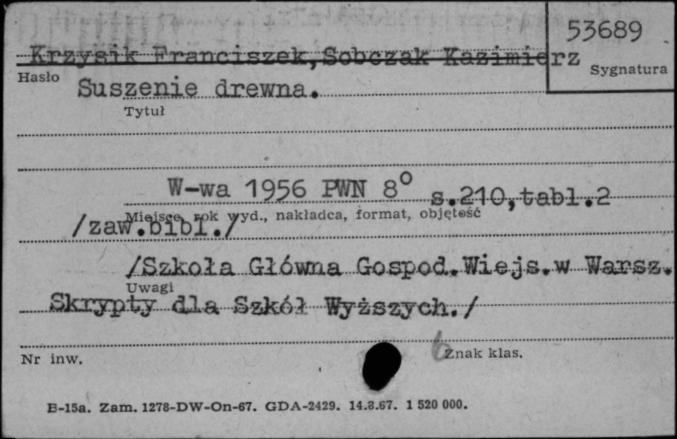 53689
Krzysik Franciszek,Sobczak Kazimierz
Hasło
Sygnatura
Suszenie drewna.
Tytuł
W-wa 1956 PWN 8° s.210,tabl.2
Miejsce, rok wyd., nakładca, format, objętość
/zaw.bibl./
/Szkoła Główna Gospod.Wiejs.w Warsz.
Uwagi
Skrypty dla Szkół Wyższych./
Nr inw.
6 Znak klas.
B-15a. Zam. 1278-DW-On-67. GDA-2429. 14.8.67. 1 520 000.